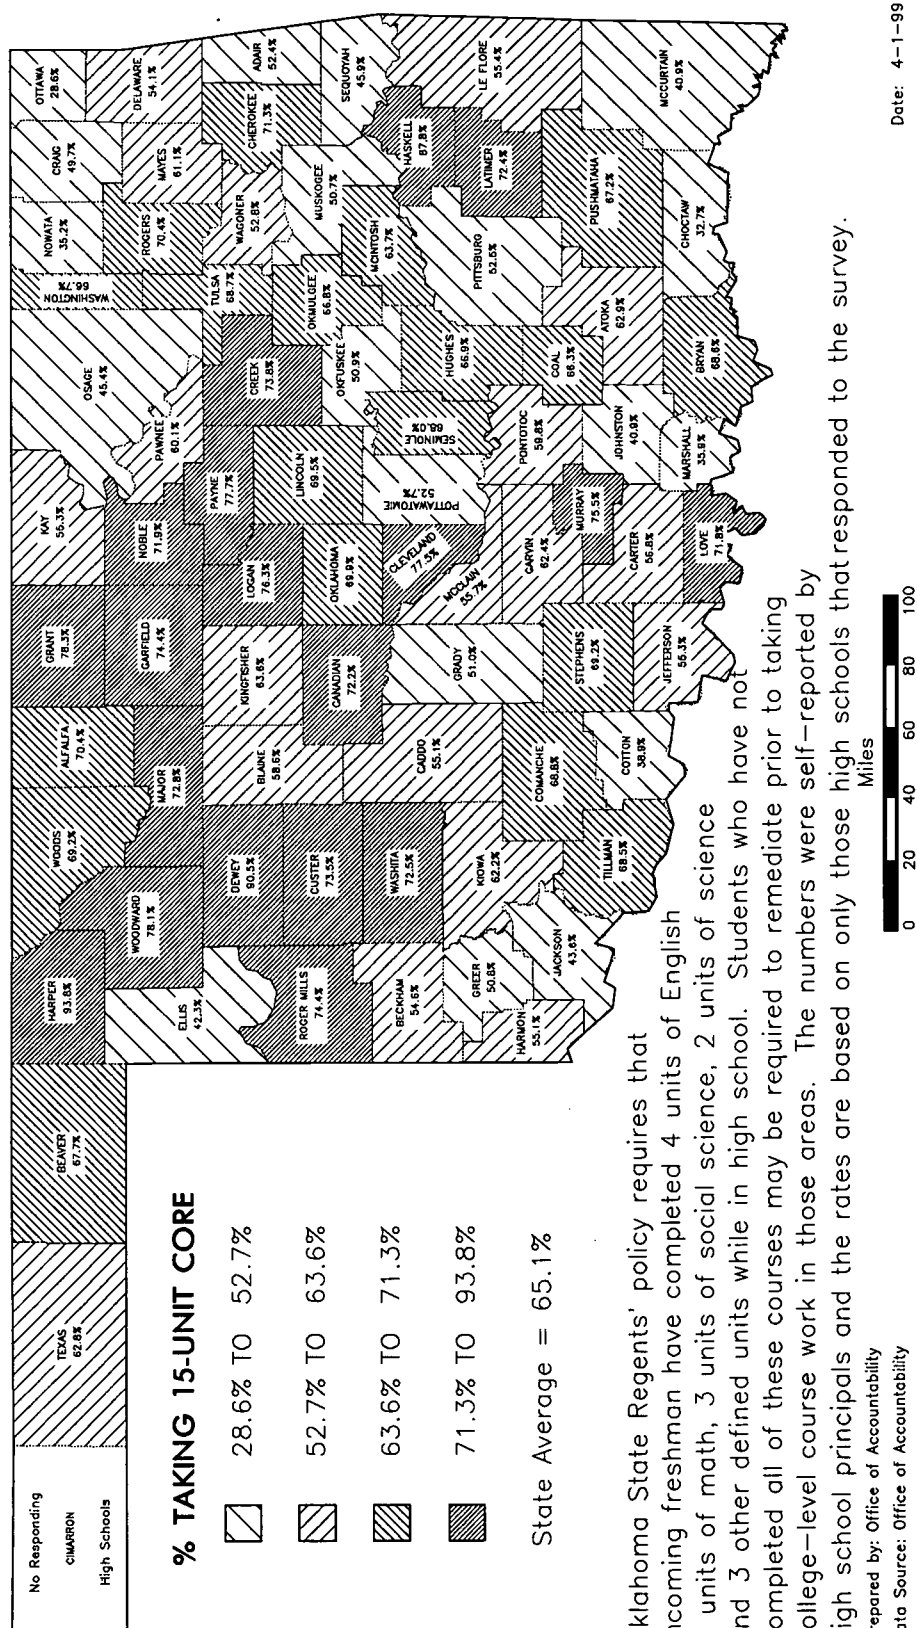 No Responding
CIMARRON
High Schools
TEXAS
62.8%
BEAVER
67.7%
HARPER
93.8%
WOODS
69.2%
ALFALFA
70.4%
GRANT
78.3%
KAY
55.3%
OSAGE
45.4%
WASHINGTON
66.7%
NOWATA
35.2%
CRAIG
49.7%
OTTAWA
28.6%
ELLIS
42.3%
WOODWARD
78.1%
MAJOR
72.8%
GARFIELD
74.4%
NOBLE
71.9%
PAWNEE
60.1%
ROGERS
70.4%
MAYES
61.1%
DELAWARE
54.1%
ROGER MILLS
74.4%
DEWEY
90.5%
BLAINE
58.6%
KINGFISHER
63.6%
LOGAN
76.3%
PAYNE
77.7%
CREEK
73.8%
TULSA
68.7%
WAGONER
52.8%
CHEROKEE
71.3%
ADAIR
52.4%
CUSTER
73.5%
CANADIAN
72.2%
OKLAHOMA
69.9%
LINCOLN
69.5%
OKFUSKEE
50.9%
OKMULGEE
66.8%
MUSKOGEE
50.7%
SEQUOYAH
45.9%
BECKHAM
54.6%
WASHITA
72.5%
CADDO
55.1%
GRADY
51.0%
MCCLAIN
55.7%
CLEVELAND
77.5%
POTTAWATOMIE
52.7%
SEMINOLE
68.0%
HUGHES
66.9%
MCINTOSH
63.7%
HASKELL
67.8%
LE FLORE
55.4%
GREER
50.8%
KIOWA
62.2%
COMANCHE
68.8%
GARVIN
62.4%
PONTOTOC
59.8%
COAL
66.3%
PITTSBURG
52.6%
LATIMER
72.4%
HARMON
55.1%
JACKSON
43.6%
TILLMAN
68.5%
COTTON
38.9%
STEPHENS
69.2%
MURRAY
75.5%
JOHNSTON
40.9%
ATOKA
62.9%
PUSHMATAHA
67.2%
MCCURTAIN
40.9%
JEFFERSON
55.3%
CARTER
56.8%
LOVE
71.8%
MARSHALL
35.9%
BRYAN
68.6%
CHOCTAW
32.7%
% TAKING 15-UNIT CORE
28.6% TO 52.7%
52.7% TO 63.6%
63.6% TO 71.3%
71.3% TO 93.8%
State Average = 65.1%
klahoma State Regents' policy requires that
ncoming freshman have completed 4 units of English
units of math, 3 units of social science, 2 units of science
nd 3 other defined units while in high school. Students who have not
ompleted all of these courses may be required to remediate prior to taking
ollege-level course work in those areas. The numbers were self-reported by
igh school principals and the rates are based on only those high schools that responded to the survey.
epared by: Office of Accountability
ata Source: Office of Accountability
Miles
0 20 40 60 80 100
Date: 4-1-99